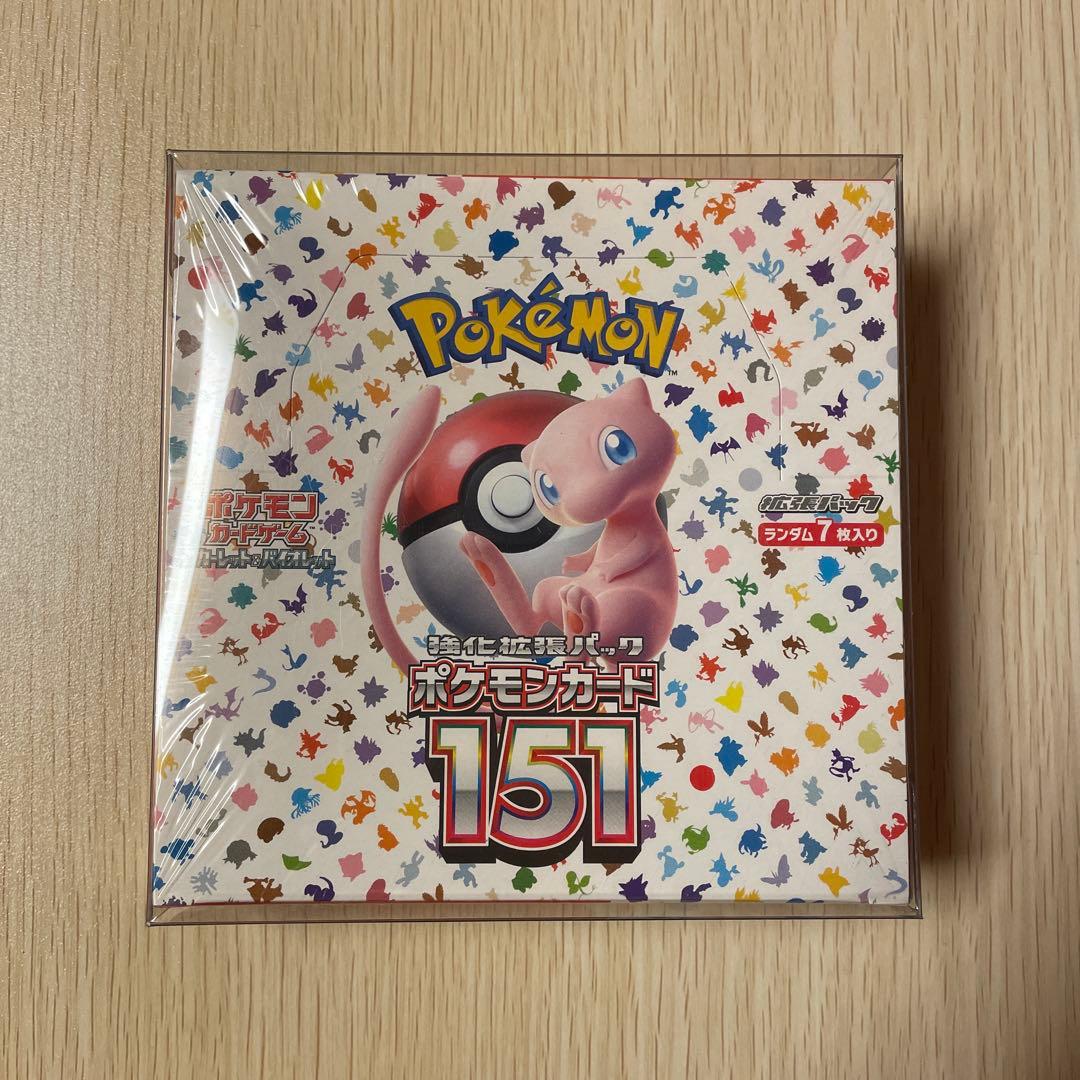 POKéMON
TM
ポケモン
カードゲーム
スカーレット&バイオレット
拡張パック
ランダム7枚入り
強化拡張パック
ポケモンカード
151